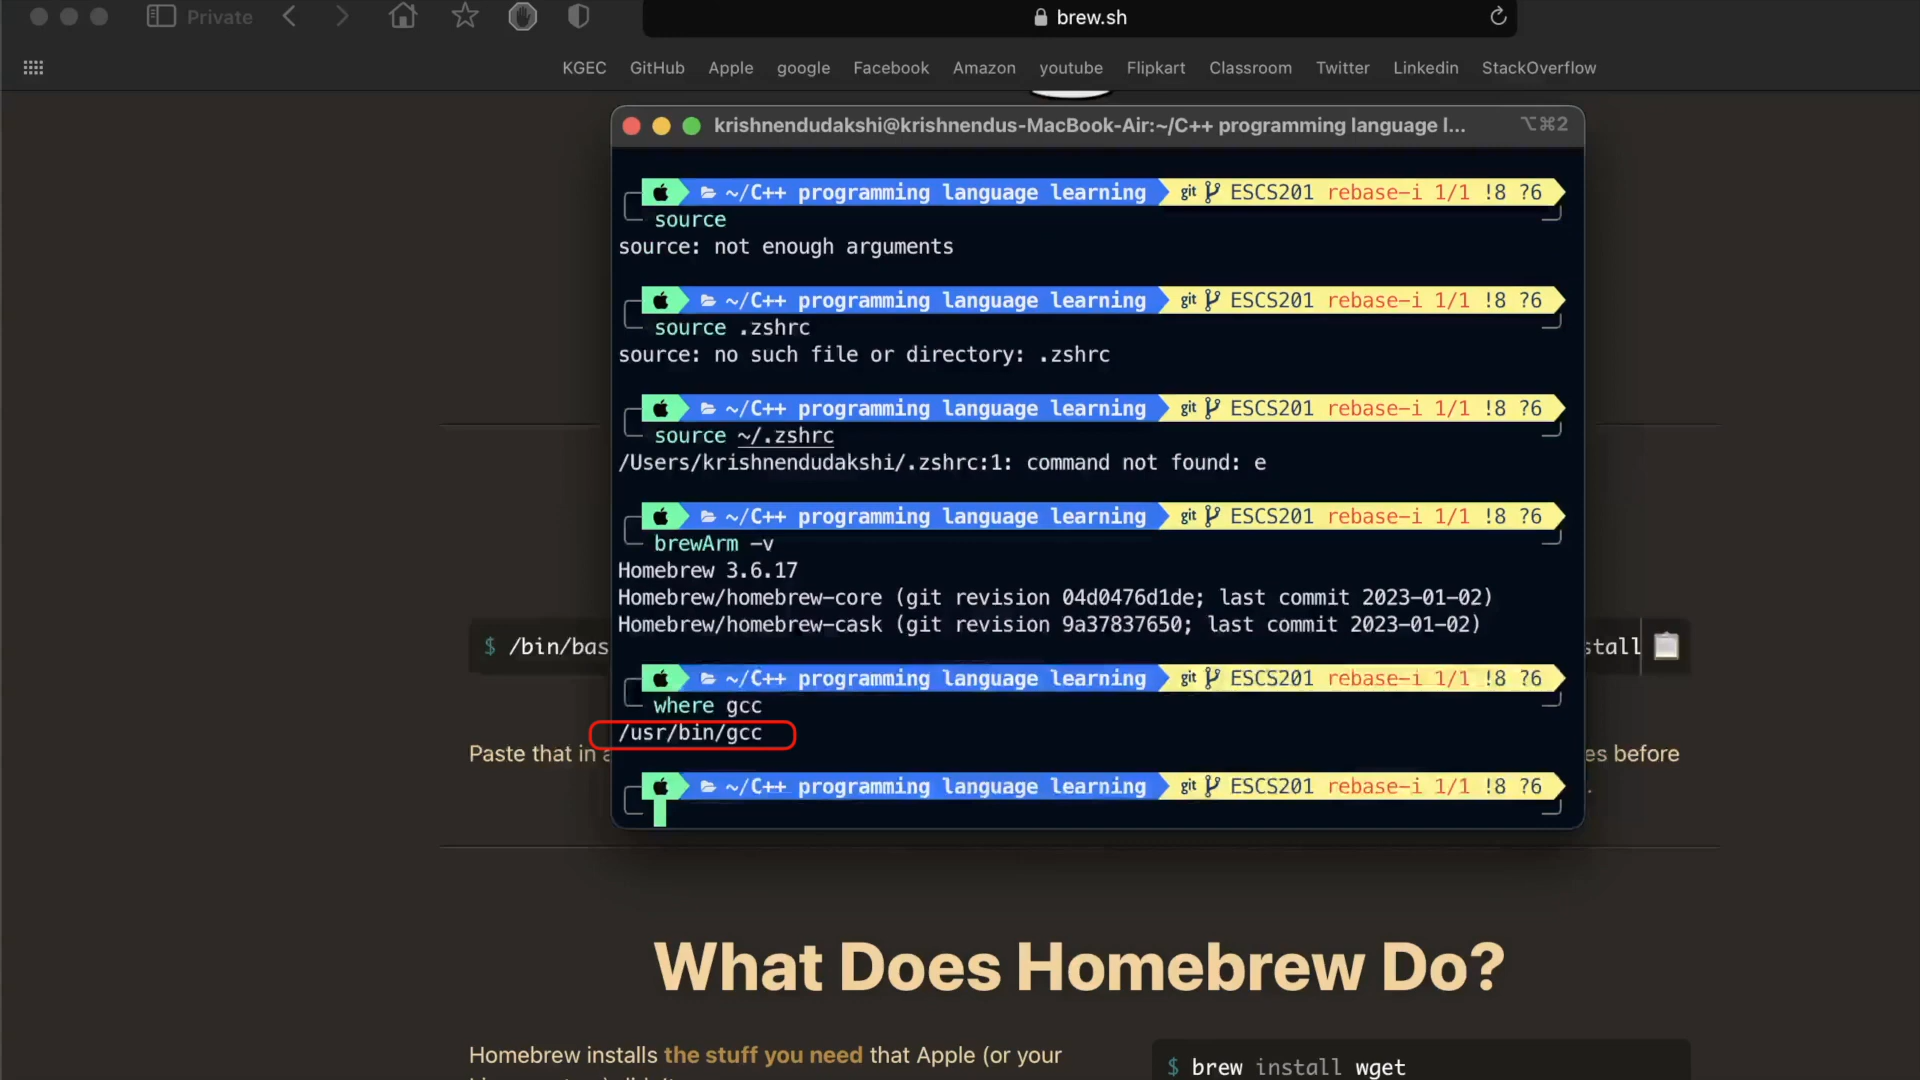 Private
brew.sh
KGEC GitHub Apple google Facebook Amazon youtube Flipkart Classroom Twitter Linkedin StackOverflow
krishnendudakshi@krishnendus-MacBook-Air:~/C++ programming language l... ⌥⌘2
~/C++ programming language learning git ESCS201 rebase-i 1/1 !8 ?6
source
source: not enough arguments
~/C++ programming language learning git ESCS201 rebase-i 1/1 !8 ?6
source .zshrc
source: no such file or directory: .zshrc
~/C++ programming language learning git ESCS201 rebase-i 1/1 !8 ?6
source ~/.zshrc
/Users/krishnendudakshi/.zshrc:1: command not found: e
~/C++ programming language learning git ESCS201 rebase-i 1/1 !8 ?6
brewArm -v
Homebrew 3.6.17
Homebrew/homebrew-core (git revision 04d0476d1de; last commit 2023-01-02)
Homebrew/homebrew-cask (git revision 9a37837650; last commit 2023-01-02)
$ /bin/bas stall
~/C++ programming language learning git ESCS201 rebase-i 1/1 !8 ?6
where gcc
/usr/bin/gcc
Paste that in a es before
~/C++ programming language learning git ESCS201 rebase-i 1/1 !8 ?6
.
What Does Homebrew Do?
Homebrew installs the stuff you need that Apple (or your
$ brew install wget